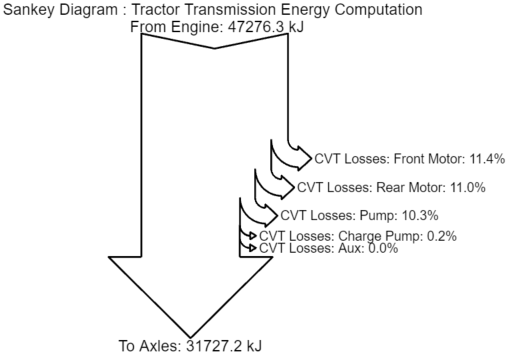 Sankey Diagram : Tractor Transmission Energy Computation
From Engine: 47276.3 kJ
CVT Losses: Front Motor: 11.4%
CVT Losses: Rear Motor: 11.0%
CVT Losses: Pump: 10.3%
CVT Losses: Charge Pump: 0.2%
CVT Losses: Aux: 0.0%
To Axles: 31727.2 kJ